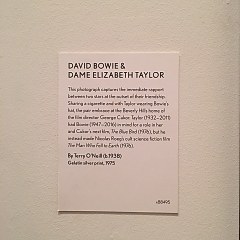 DAVID BOWIE &
DAME ELIZABETH TAYLOR
This photograph captures the immediate rapport
between two stars at the outset of their friendship.
Sharing a cigarette and with Taylor wearing Bowie's
hat, the pair embrace at the Beverly Hills home of
the film director George Cukor. Taylor (1932–2011)
had Bowie (1947–2016) in mind for a role in her
and Cukor's next film, The Blue Bird (1976), but he
instead made Nicolas Roeg's cult science fiction film
The Man Who Fell to Earth (1976).
By Terry O'Neill (b.1938)
Gelatin silver print, 1975
x88495